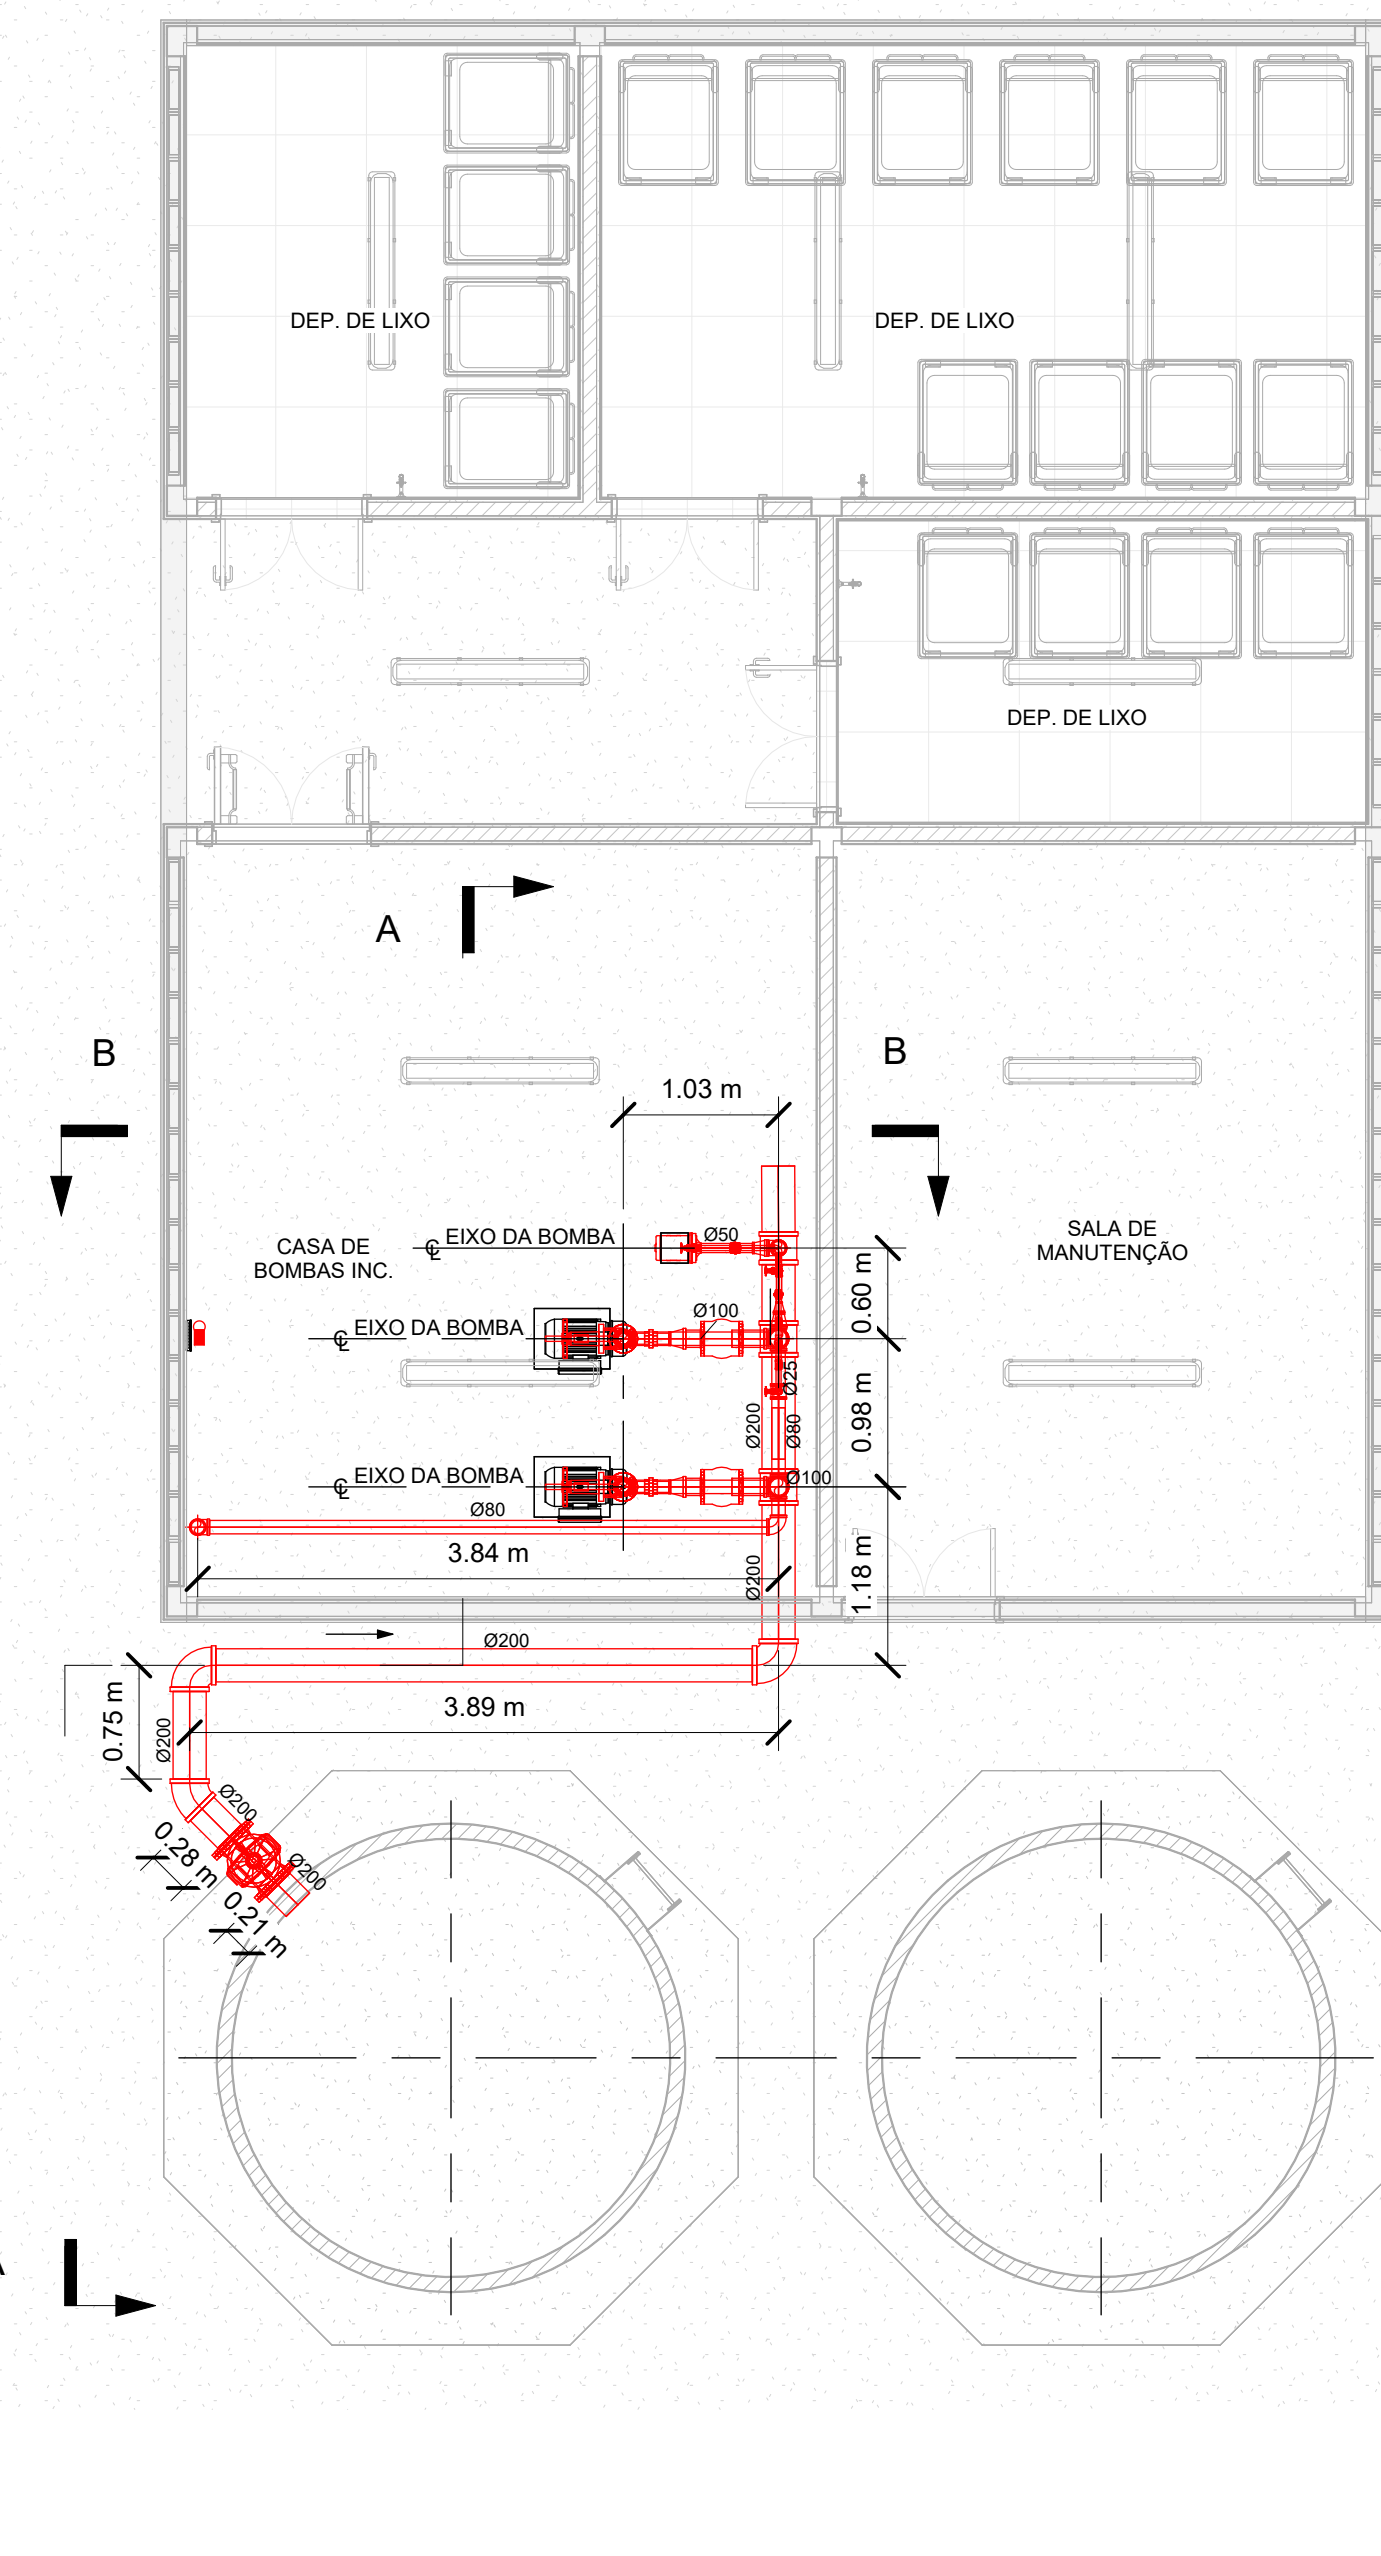 DEP. DE LIXO
DEP. DE LIXO
DEP. DE LIXO
A
B
B
1.03 m
EIXO DA BOMBA
Ø50
CASA DE
BOMBAS INC.
SALA DE
MANUTENÇÃO
0.60 m
Ø100
EIXO DA BOMBA
Ø25
0.98 m
Ø200
Ø80
EIXO DA BOMBA
Ø100
Ø80
3.84 m
Ø200
1.18 m
Ø200
3.89 m
0.75 m
Ø200
Ø200
0.28 m
Ø200
0.21 m